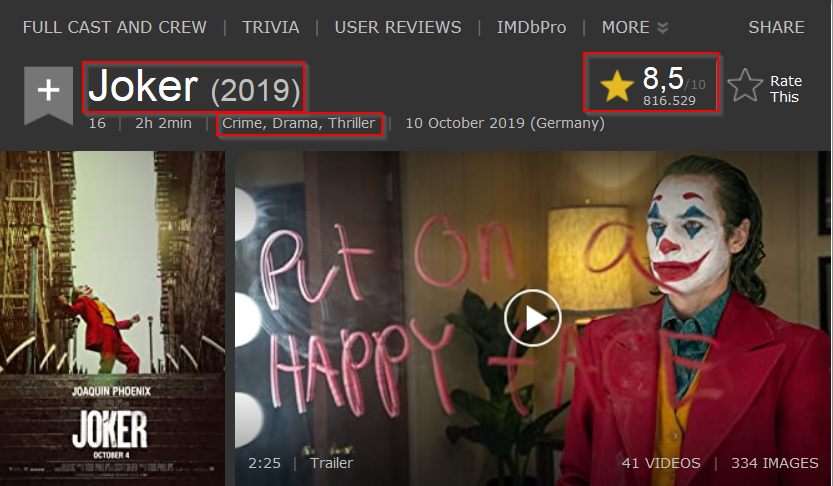 FULL CAST AND CREW | TRIVIA | USER REVIEWS | IMDbPro | MORE SHARE
Joker (2019)
8,5/10
816.529
Rate
This
16 | 2h 2min | Crime, Drama, Thriller | 10 October 2019 (Germany)
JOAQUIN PHOENIX
JOKER
OCTOBER 4
Put On a
HAPPY FACE
2:25 | Trailer
41 VIDEOS | 334 IMAGES